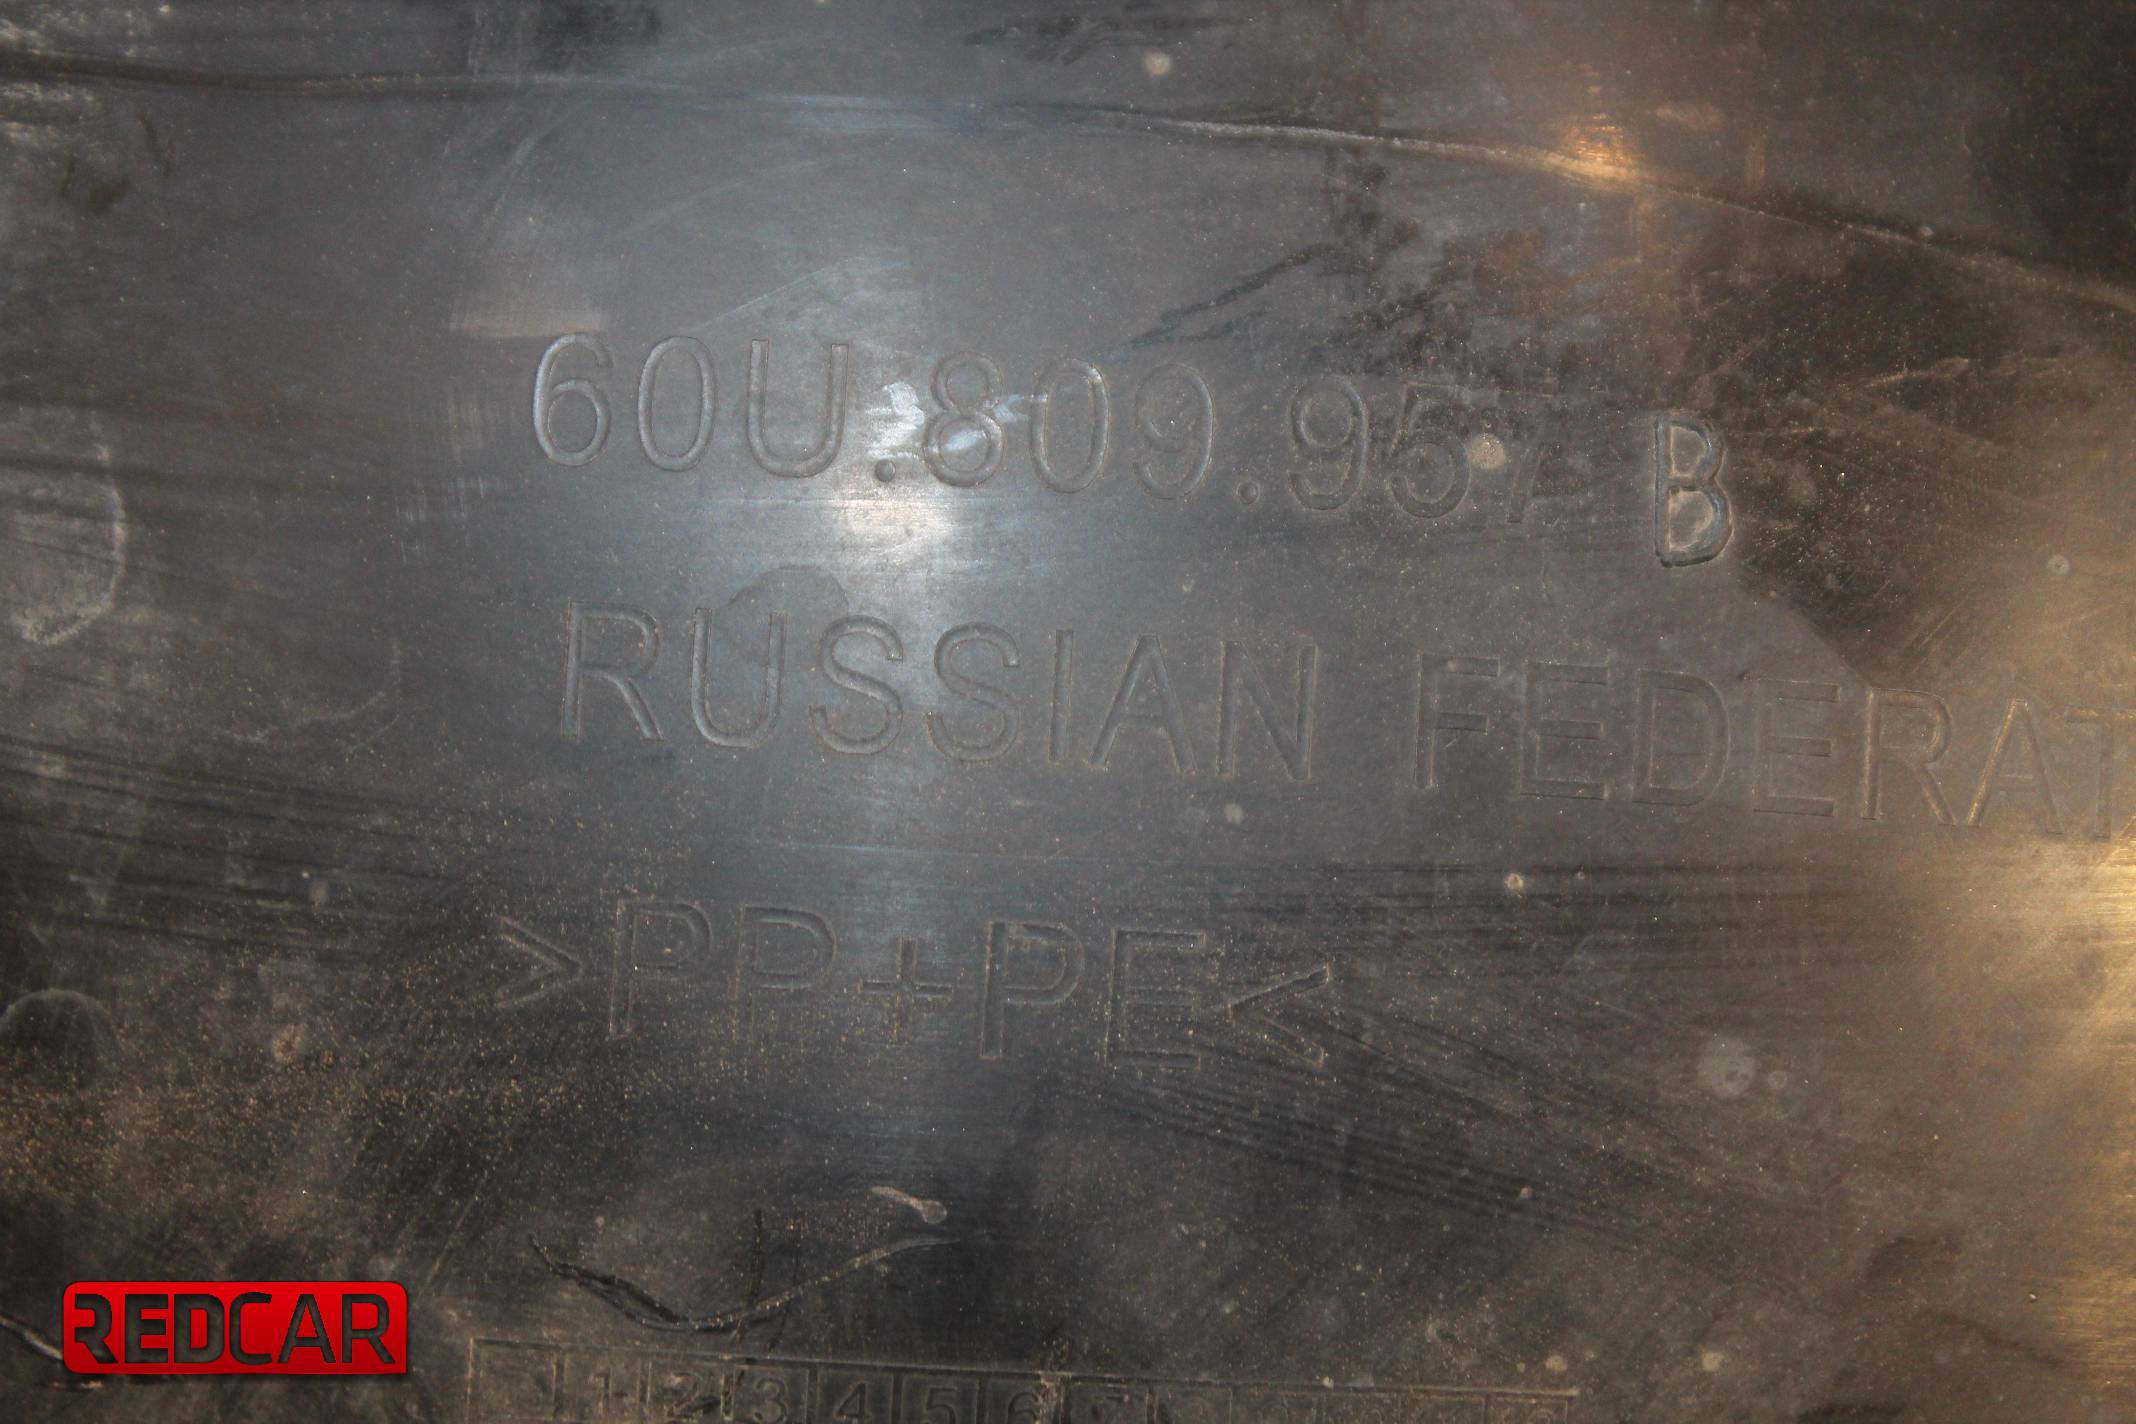 60U.809.957 B
RUSSIAN FEDERAT
>PP+PE<
REDCAR
1 2 3 4 5 6 7